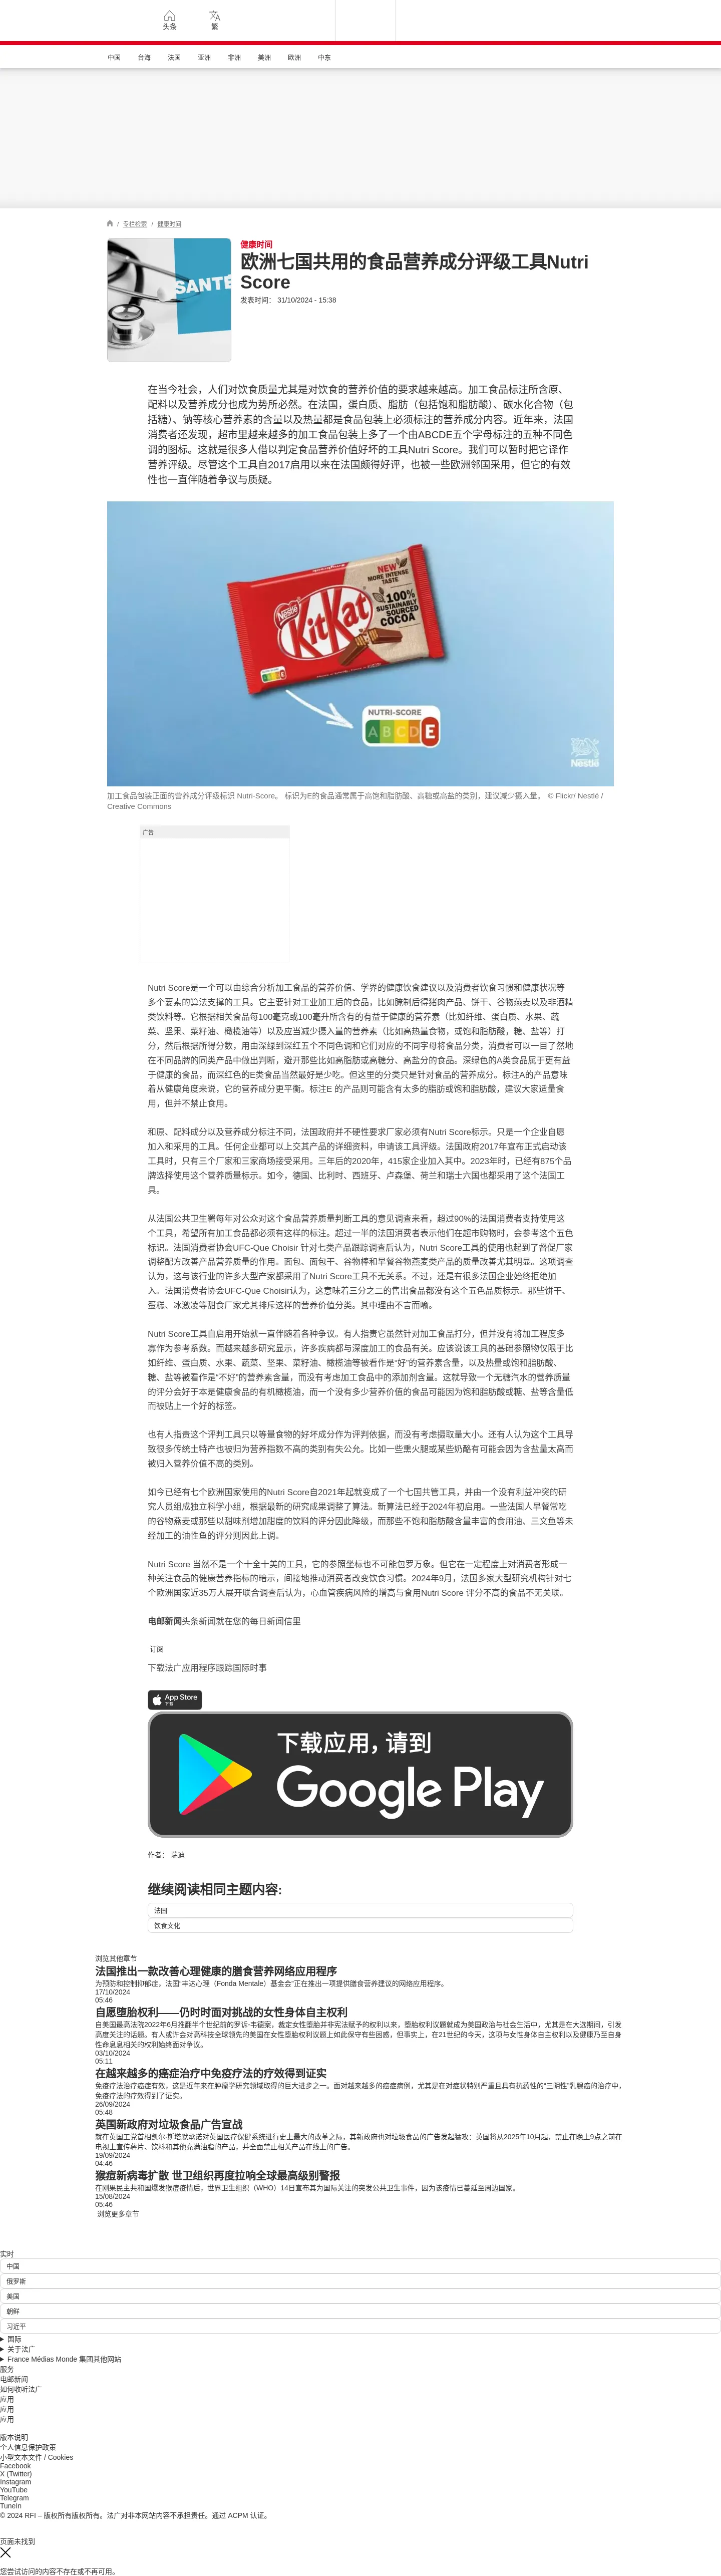 头条
繁
中国
台海
法国
亚洲
非洲
美洲
欧洲
中东
/ 专栏检索 / 健康时间
SANTÉ
健康时间
欧洲七国共用的食品营养成分评级工具Nutri
Score
发表时间： 31/10/2024 - 15:38
在当今社会，人们对饮食质量尤其是对饮食的营养价值的要求越来越高。加工食品标注所含原、
配料以及营养成分也成为势所必然。在法国，蛋白质、脂肪（包括饱和脂肪酸）、碳水化合物（包
括糖）、钠等核心营养素的含量以及热量都是食品包装上必须标注的营养成分内容。近年来，法国
消费者还发现，超市里越来越多的加工食品包装上多了一个由ABCDE五个字母标注的五种不同色
调的图标。这就是很多人借以判定食品营养价值好坏的工具Nutri Score。我们可以暂时把它译作
营养评级。尽管这个工具自2017启用以来在法国颇得好评，也被一些欧洲邻国采用，但它的有效
性也一直伴随着争议与质疑。
KitKat
NEW
MORE INCREDIBLE
TASTE
100%
SUSTAINABLY
SOURCED
COCOA
NUTRI-SCORE
A B C D E
Nestlé
加工食品包装正面的营养成分评级标识 Nutri-Score。 标识为E的食品通常属于高饱和脂肪酸、高糖或高盐的类别，建议减少摄入量。 © Flickr/ Nestlé /
Creative Commons
广告
Nutri Score是一个可以由综合分析加工食品的营养价值、学界的健康饮食建议以及消费者饮食习惯和健康状况等
多个要素的算法支撑的工具。它主要针对工业加工后的食品，比如腌制后得猪肉产品、饼干、谷物燕麦以及非酒精
类饮料等。它根据相关食品每100毫克或100毫升所含有的有益于健康的营养素（比如纤维、蛋白质、水果、蔬
菜、坚果、菜籽油、橄榄油等）以及应当减少摄入量的营养素（比如高热量食物，或饱和脂肪酸，糖、盐等）打
分，然后根据所得分数，用由深绿到深红五个不同色调和它们对应的不同字母将食品分类，消费者可以一目了然地
在不同品牌的同类产品中做出判断，避开那些比如高脂肪或高糖分、高盐分的食品。深绿色的A类食品属于更有益
于健康的食品，而深红色的E类食品当然最好是少吃。但这里的分类只是针对食品的营养成分。标注A的产品意味
着从健康角度来说，它的营养成分更平衡。标注E 的产品则可能含有太多的脂肪或饱和脂肪酸，建议大家适量食
用，但并不禁止食用。
和原、配料成分以及营养成分标注不同，法国政府并不硬性要求厂家必须有Nutri Score标示。只是一个企业自愿
加入和采用的工具。任何企业都可以上交其产品的详细资料，申请该工具评级。法国政府2017年宣布正式启动该
工具时，只有三个厂家和三家商场接受采用。三年后的2020年，415家企业加入其中。2023年时，已经有875个品
牌选择使用这个营养质量标示。如今，德国、比利时、西班牙、卢森堡、荷兰和瑞士六国也都采用了这个法国工
具。
从法国公共卫生署每年对公众对这个食品营养质量判断工具的意见调查来看，超过90%的法国消费者支持使用这
个工具，希望所有加工食品都必须有这样的标注。超过一半的法国消费者表示他们在超市购物时，会参考这个五色
标识。法国消费者协会UFC-Que Choisir 针对七类产品跟踪调查后认为，Nutri Score工具的使用也起到了督促厂家
调整配方改善产品营养质量的作用。面包、面包干、谷物棒和早餐谷物燕麦类产品的质量改善尤其明显。这项调查
认为，这与该行业的许多大型产家都采用了Nutri Score工具不无关系。不过，还是有很多法国企业始终拒绝加
入。法国消费者协会UFC-Que Choisir认为，这意味着三分之二的售出食品都没有这个五色品质标示。那些饼干、
蛋糕、冰激凌等甜食厂家尤其排斥这样的营养价值分类。其中理由不言而喻。
Nutri Score工具自启用开始就一直伴随着各种争议。有人指责它虽然针对加工食品打分，但并没有将加工程度多
寡作为参考系数。而越来越多研究显示，许多疾病都与深度加工的食品有关。应该说该工具的基础参照物仅限于比
如纤维、蛋白质、水果、蔬菜、坚果、菜籽油、橄榄油等被看作是“好”的营养素含量，以及热量或饱和脂肪酸、
糖、盐等被看作是“不好”的营养素含量，而没有考虑加工食品中的添加剂含量。这就导致一个无糖汽水的营养质量
的评分会好于本是健康食品的有机橄榄油，而一个没有多少营养价值的食品可能因为饱和脂肪酸或糖、盐等含量低
而被贴上一个好的标签。
也有人指责这个评判工具只以等量食物的好坏成分作为评判依据，而没有考虑摄取量大小。还有人认为这个工具导
致很多传统土特产也被归为营养指数不高的类别有失公允。比如一些熏火腿或某些奶酪有可能会因为含盐量太高而
被归入营养价值不高的类别。
如今已经有七个欧洲国家使用的Nutri Score自2021年起就变成了一个七国共管工具，并由一个没有利益冲突的研
究人员组成独立科学小组，根据最新的研究成果调整了算法。新算法已经于2024年初启用。一些法国人早餐常吃
的谷物燕麦或那些以甜味剂增加甜度的饮料的评分因此降级，而那些不饱和脂肪酸含量丰富的食用油、三文鱼等未
经加工的油性鱼的评分则因此上调。
Nutri Score 当然不是一个十全十美的工具，它的参照坐标也不可能包罗万象。但它在一定程度上对消费者形成一
种关注食品的健康营养指标的暗示，间接地推动消费者改变饮食习惯。2024年9月，法国多家大型研究机构针对七
个欧洲国家近35万人展开联合调查后认为，心血管疾病风险的增高与食用Nutri Score 评分不高的食品不无关联。
电邮新闻头条新闻就在您的每日新闻信里
订阅
下载法广应用程序跟踪国际时事
App Store
下载
下载应用，请到
Google Play
作者： 瑞迪
继续阅读相同主题内容:
法国
饮食文化
浏览其他章节
法国推出一款改善心理健康的膳食营养网络应用程序
为预防和控制抑郁症，法国“丰达心理（Fonda Mentale）基金会”正在推出一项提供膳食营养建议的网络应用程序。
17/10/2024
05:46
自愿堕胎权利——仍时时面对挑战的女性身体自主权利
自美国最高法院2022年6月推翻半个世纪前的罗诉-韦德案，裁定女性堕胎并非宪法赋予的权利以来，堕胎权利议题就成为美国政治与社会生活中，尤其是在大选期间，引发
高度关注的话题。有人或许会对高科技全球领先的美国在女性堕胎权利议题上如此保守有些困惑，但事实上，在21世纪的今天，这项与女性身体自主权利以及健康乃至自身
性命息息相关的权利始终面对争议。
03/10/2024
05:11
在越来越多的癌症治疗中免疫疗法的疗效得到证实
免疫疗法治疗癌症有效，这是近年来在肿瘤学研究领域取得的巨大进步之一。面对越来越多的癌症病例，尤其是在对症状特别严重且具有抗药性的“三阴性”乳腺癌的治疗中，
免疫疗法的疗效得到了证实。
26/09/2024
05:48
英国新政府对垃圾食品广告宣战
就在英国工党首相凯尔·斯塔默承诺对英国医疗保健系统进行史上最大的改革之际，其新政府也对垃圾食品的广告发起猛攻：英国将从2025年10月起，禁止在晚上9点之前在
电视上宣传薯片、饮料和其他充满油脂的产品，并全面禁止相关产品在线上的广告。
19/09/2024
04:46
猴痘新病毒扩散 世卫组织再度拉响全球最高级别警报
在刚果民主共和国爆发猴痘疫情后，世界卫生组织（WHO）14日宣布其为国际关注的突发公共卫生事件，因为该疫情已蔓延至周边国家。
15/08/2024
05:46
浏览更多章节
实时
中国
俄罗斯
美国
朝鲜
习近平
国际
关于法广
France Médias Monde 集团其他网站
服务
电邮新闻
如何收听法广
应用
应用
应用
版本说明
个人信息保护政策
小型文本文件 / Cookies
Facebook
X (Twitter)
Instagram
YouTube
Telegram
TuneIn
© 2024 RFI – 版权所有版权所有。法广对非本网站内容不承担责任。通过 ACPM 认证。
页面未找到
您尝试访问的内容不存在或不再可用。